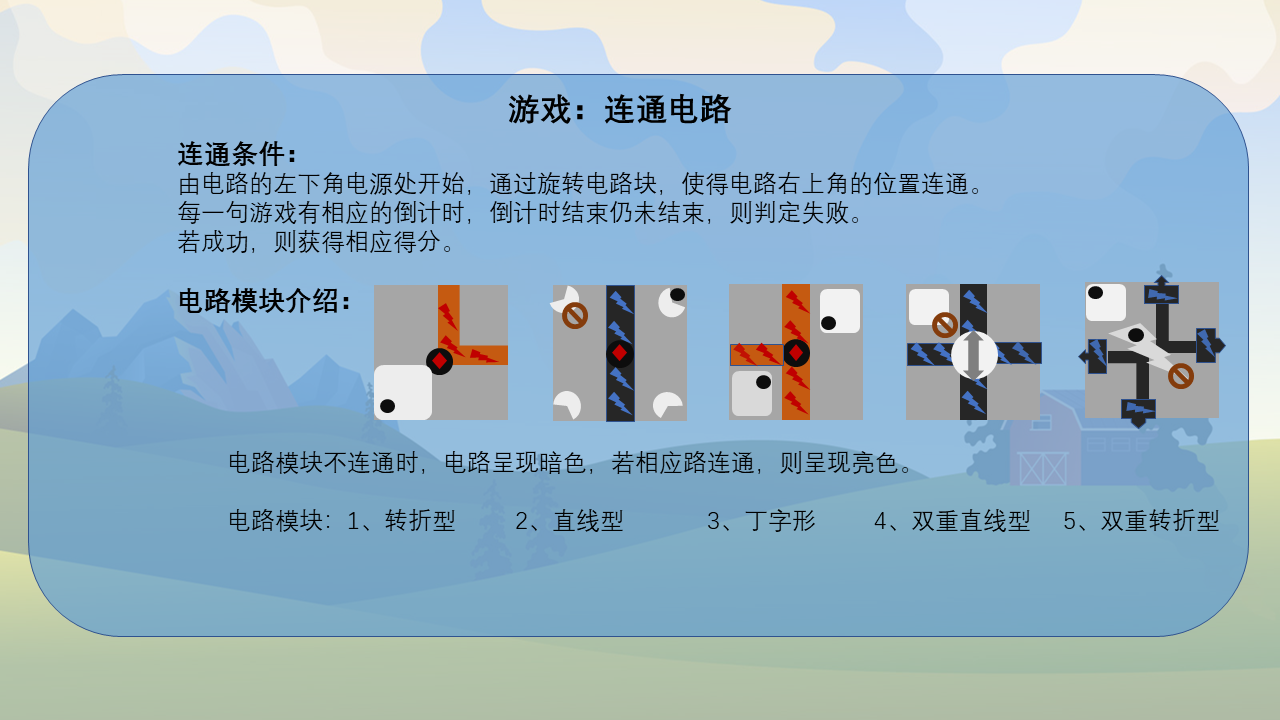 游戏：连通电路
连通条件：
由电路的左下角电源处开始，通过旋转电路块，使得电路右上角的位置连通。
每一句游戏有相应的倒计时，倒计时结束仍未结束，则判定失败。
若成功，则获得相应得分。
电路模块介绍：
电路模块不连通时，电路呈现暗色，若相应路连通，则呈现亮色。
电路模块：1、转折型 2、直线型 3、丁字形 4、双重直线型 5、双重转折型